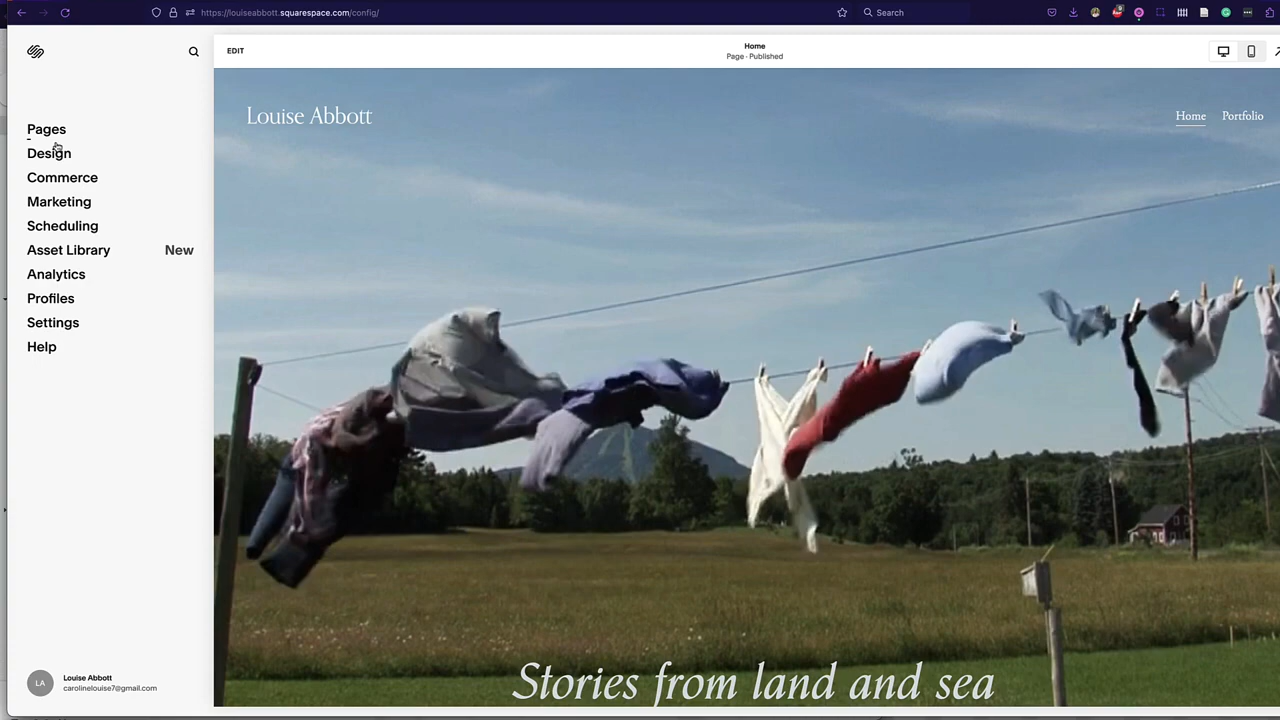 https://louiseabbott.squarespace.com/config/
Search
EDIT
Home
Page · Published
Pages
Design
Commerce
Marketing
Scheduling
Asset Library New
Analytics
Profiles
Settings
Help
Louise Abbott
Home Portfolio
Stories from land and sea
LA
Louise Abbott
carolinelouise7@gmail.com